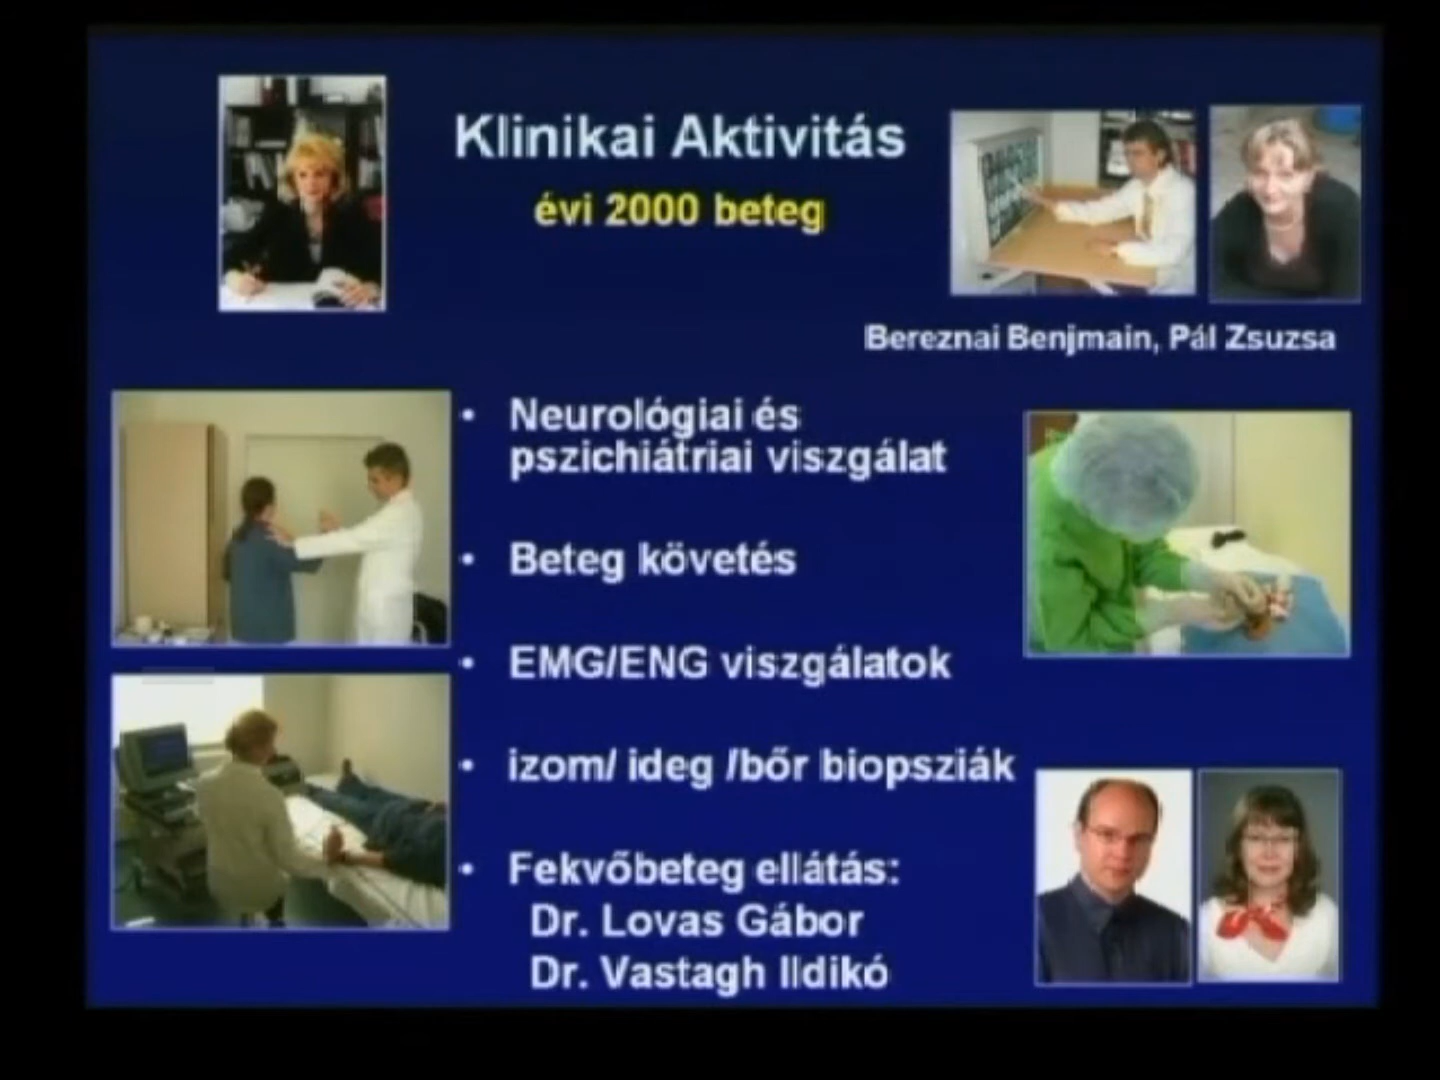 Klinikai Aktivitás
évi 2000 beteg
Bereznai Benjmain, Pál Zsuzsa
• Neurológiai és
pszichiátriai viszgálat
• Beteg követés
• EMG/ENG viszgálatok
• izom/ ideg /bőr biopsziák
• Fekvőbeteg ellátás:
Dr. Lovas Gábor
Dr. Vastagh Ildikó